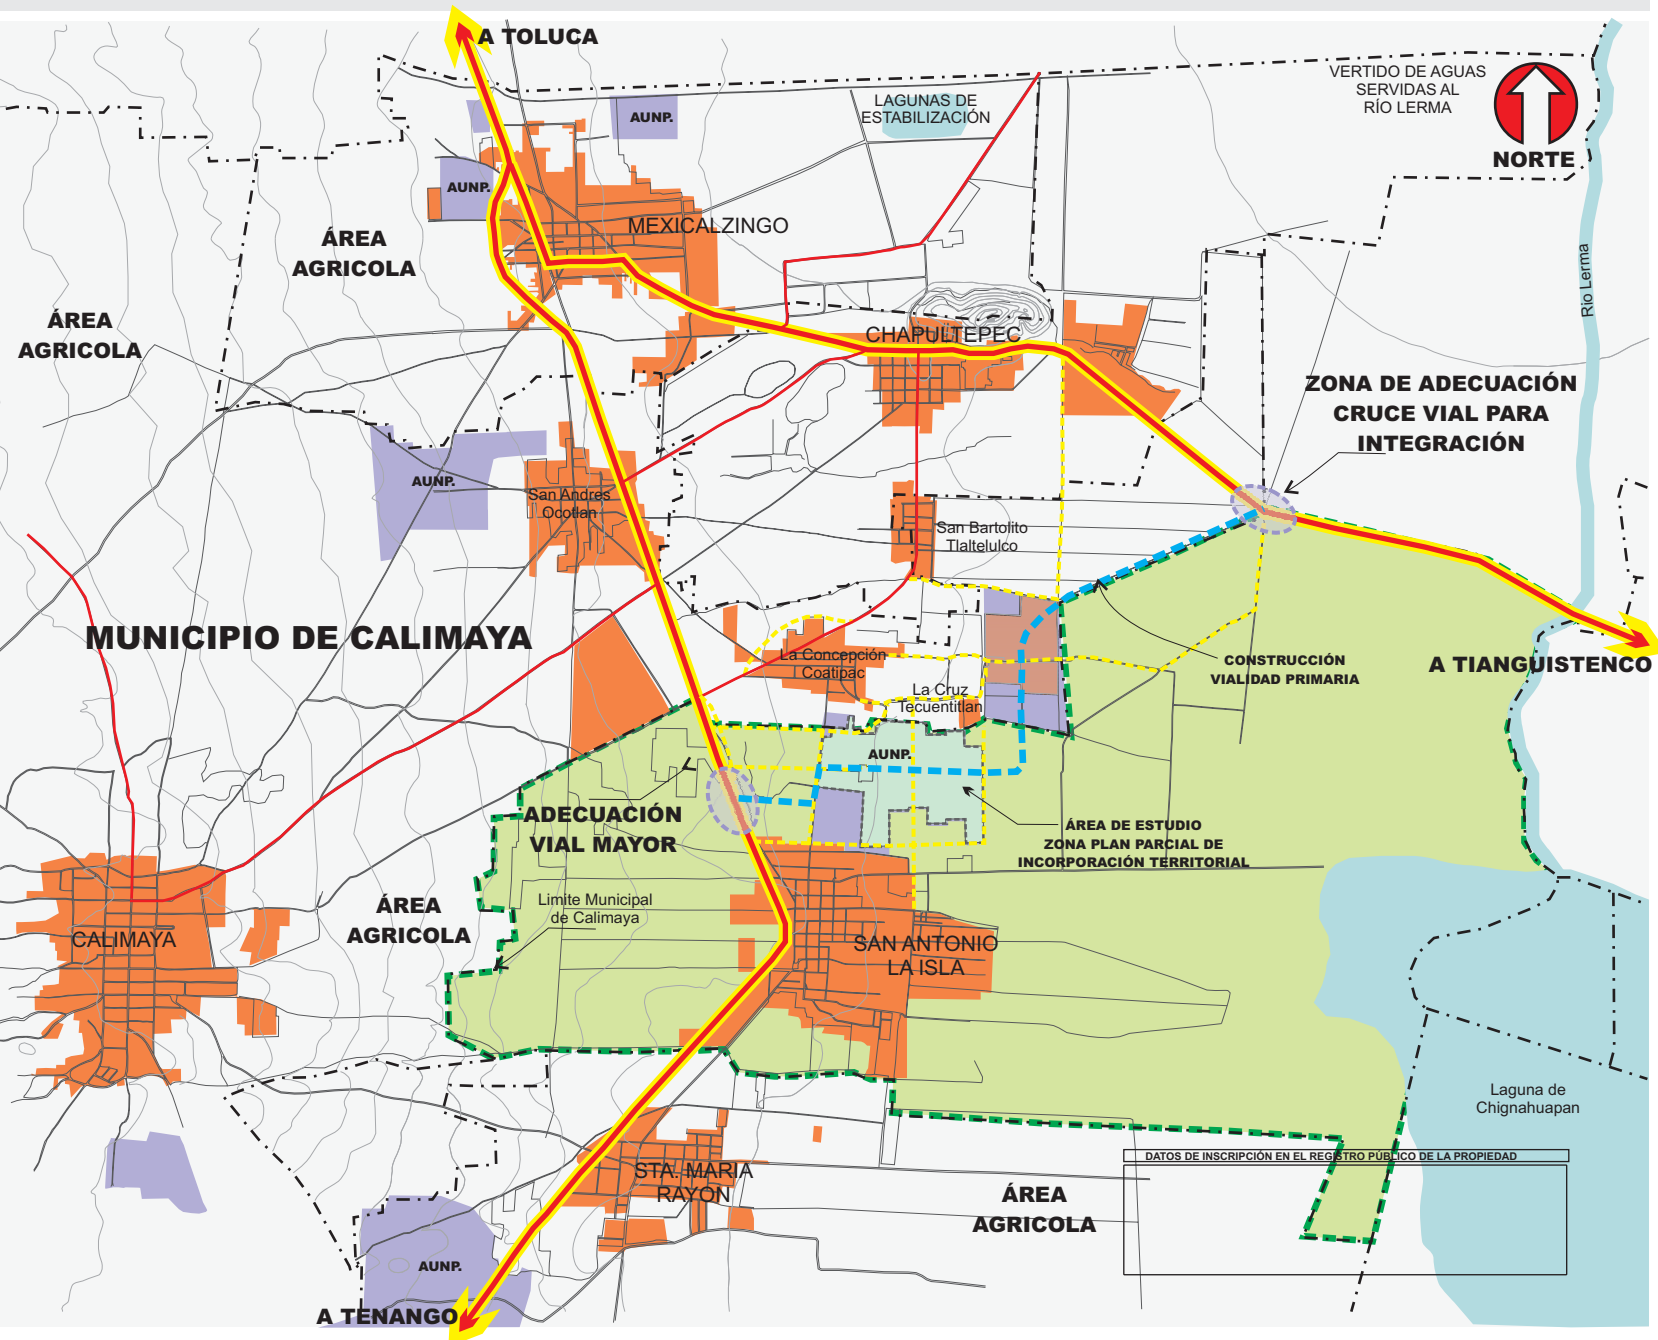 A TOLUCA
VERTIDO DE AGUAS
SERVIDAS AL
RÍO LERMA
NORTE
LAGUNAS DE
ESTABILIZACIÓN
AUNP.
AUNP.
MEXICALZINGO
ÁREA
AGRICOLA
Rio Lerma
ÁREA
AGRICOLA
CHAPULTEPEC
ZONA DE ADECUACIÓN
CRUCE VIAL PARA
INTEGRACIÓN
AUNP.
San Andres
Ocotlan
San Bartolito
Tlaltelulco
MUNICIPIO DE CALIMAYA
La Concepción
Coatipac
CONSTRUCCIÓN
VIALIDAD PRIMARIA
A TIANGUISTENCO
La Cruz
Tecuentitlan
AUNP.
ADECUACIÓN
VIAL MAYOR
ÁREA DE ESTUDIO
ZONA PLAN PARCIAL DE
INCORPORACIÓN TERRITORIAL
Limite Municipal
de Calimaya
ÁREA
AGRICOLA
CALIMAYA
SAN ANTONIO
LA ISLA
Laguna de
Chignahuapan
DATOS DE INSCRIPCIÓN EN EL REGISTRO PÚBLICO DE LA PROPIEDAD
STA. MARIA
RAYON
ÁREA
AGRICOLA
AUNP.
A TENANGO